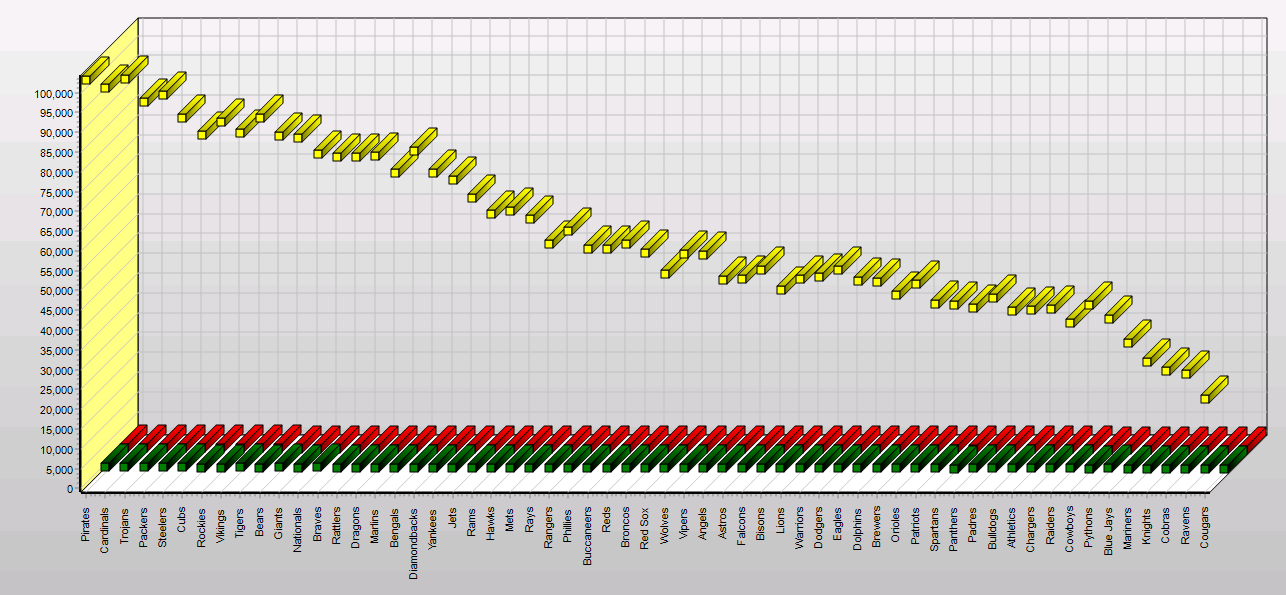 100,000
95,000
90,000
85,000
80,000
75,000
70,000
65,000
60,000
55,000
50,000
45,000
40,000
35,000
30,000
25,000
20,000
15,000
10,000
5,000
0
Pirates
Cardinals
Trojans
Packers
Steelers
Cubs
Rockies
Vikings
Tigers
Bears
Giants
Nationals
Braves
Rattlers
Dragons
Marlins
Bengals
Diamondbacks
Yankees
Jets
Rams
Hawks
Mets
Rays
Rangers
Phillies
Buccaneers
Reds
Broncos
Red Sox
Wolves
Vipers
Angels
Astros
Falcons
Bisons
Lions
Warriors
Dodgers
Eagles
Dolphins
Brewers
Orioles
Patriots
Spartans
Panthers
Padres
Bulldogs
Athletics
Chargers
Raiders
Cowboys
Pythons
Blue Jays
Mariners
Knights
Cobras
Ravens
Cougars